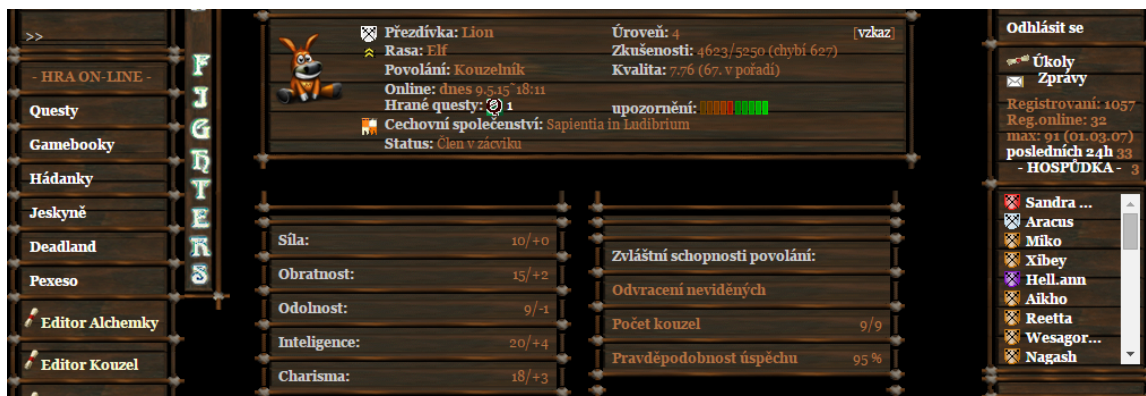 >>
- HRA ON-LINE -
Questy
Gamebooky
Hádanky
Jeskyně
Deadland
Pexeso
Editor Alchemky
Editor Kouzel
FIGHTERS
Přezdívka: Lion
Rasa: Elf
Povolání: Kouzelník
Online: dnes 9.5.15~18:11
Hrané questy: 1
Úroveň: 4
[vzkaz]
Zkušenosti: 4623/5250 (chybí 627)
Kvalita: 7.76 (67. v pořadí)
upozornění:
Cechovní společenství: Sapientia in Ludibrium
Status: Člen v zácviku
Síla: 10/+0
Obratnost: 15/+2
Odolnost: 9/-1
Inteligence: 20/+4
Charisma: 18/+3
Zvláštní schopnosti povolání:
Odvracení neviděných
Počet kouzel 9/9
Pravděpodobnost úspěchu 95 %
Odhlásit se
Úkoly
Zprávy
Registrovaní: 1057
Reg.online: 32
max: 91 (01.03.07)
posledních 24h 33
- HOSPŮDKA - 3
Sandra ...
Aracus
Miko
Xibey
Hell.ann
Aikho
Reetta
Wesagor...
Nagash